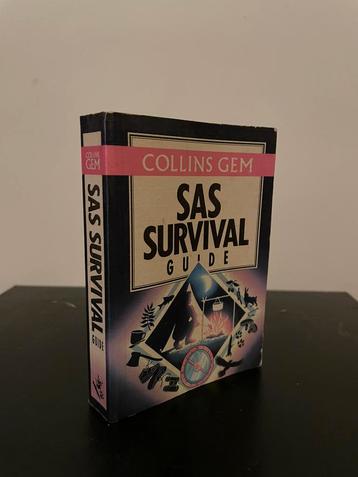 COLLINS
GEM
SAS SURVIVAL
GUIDE
COLLINS GEM
SAS
SURVIVAL
GUIDE